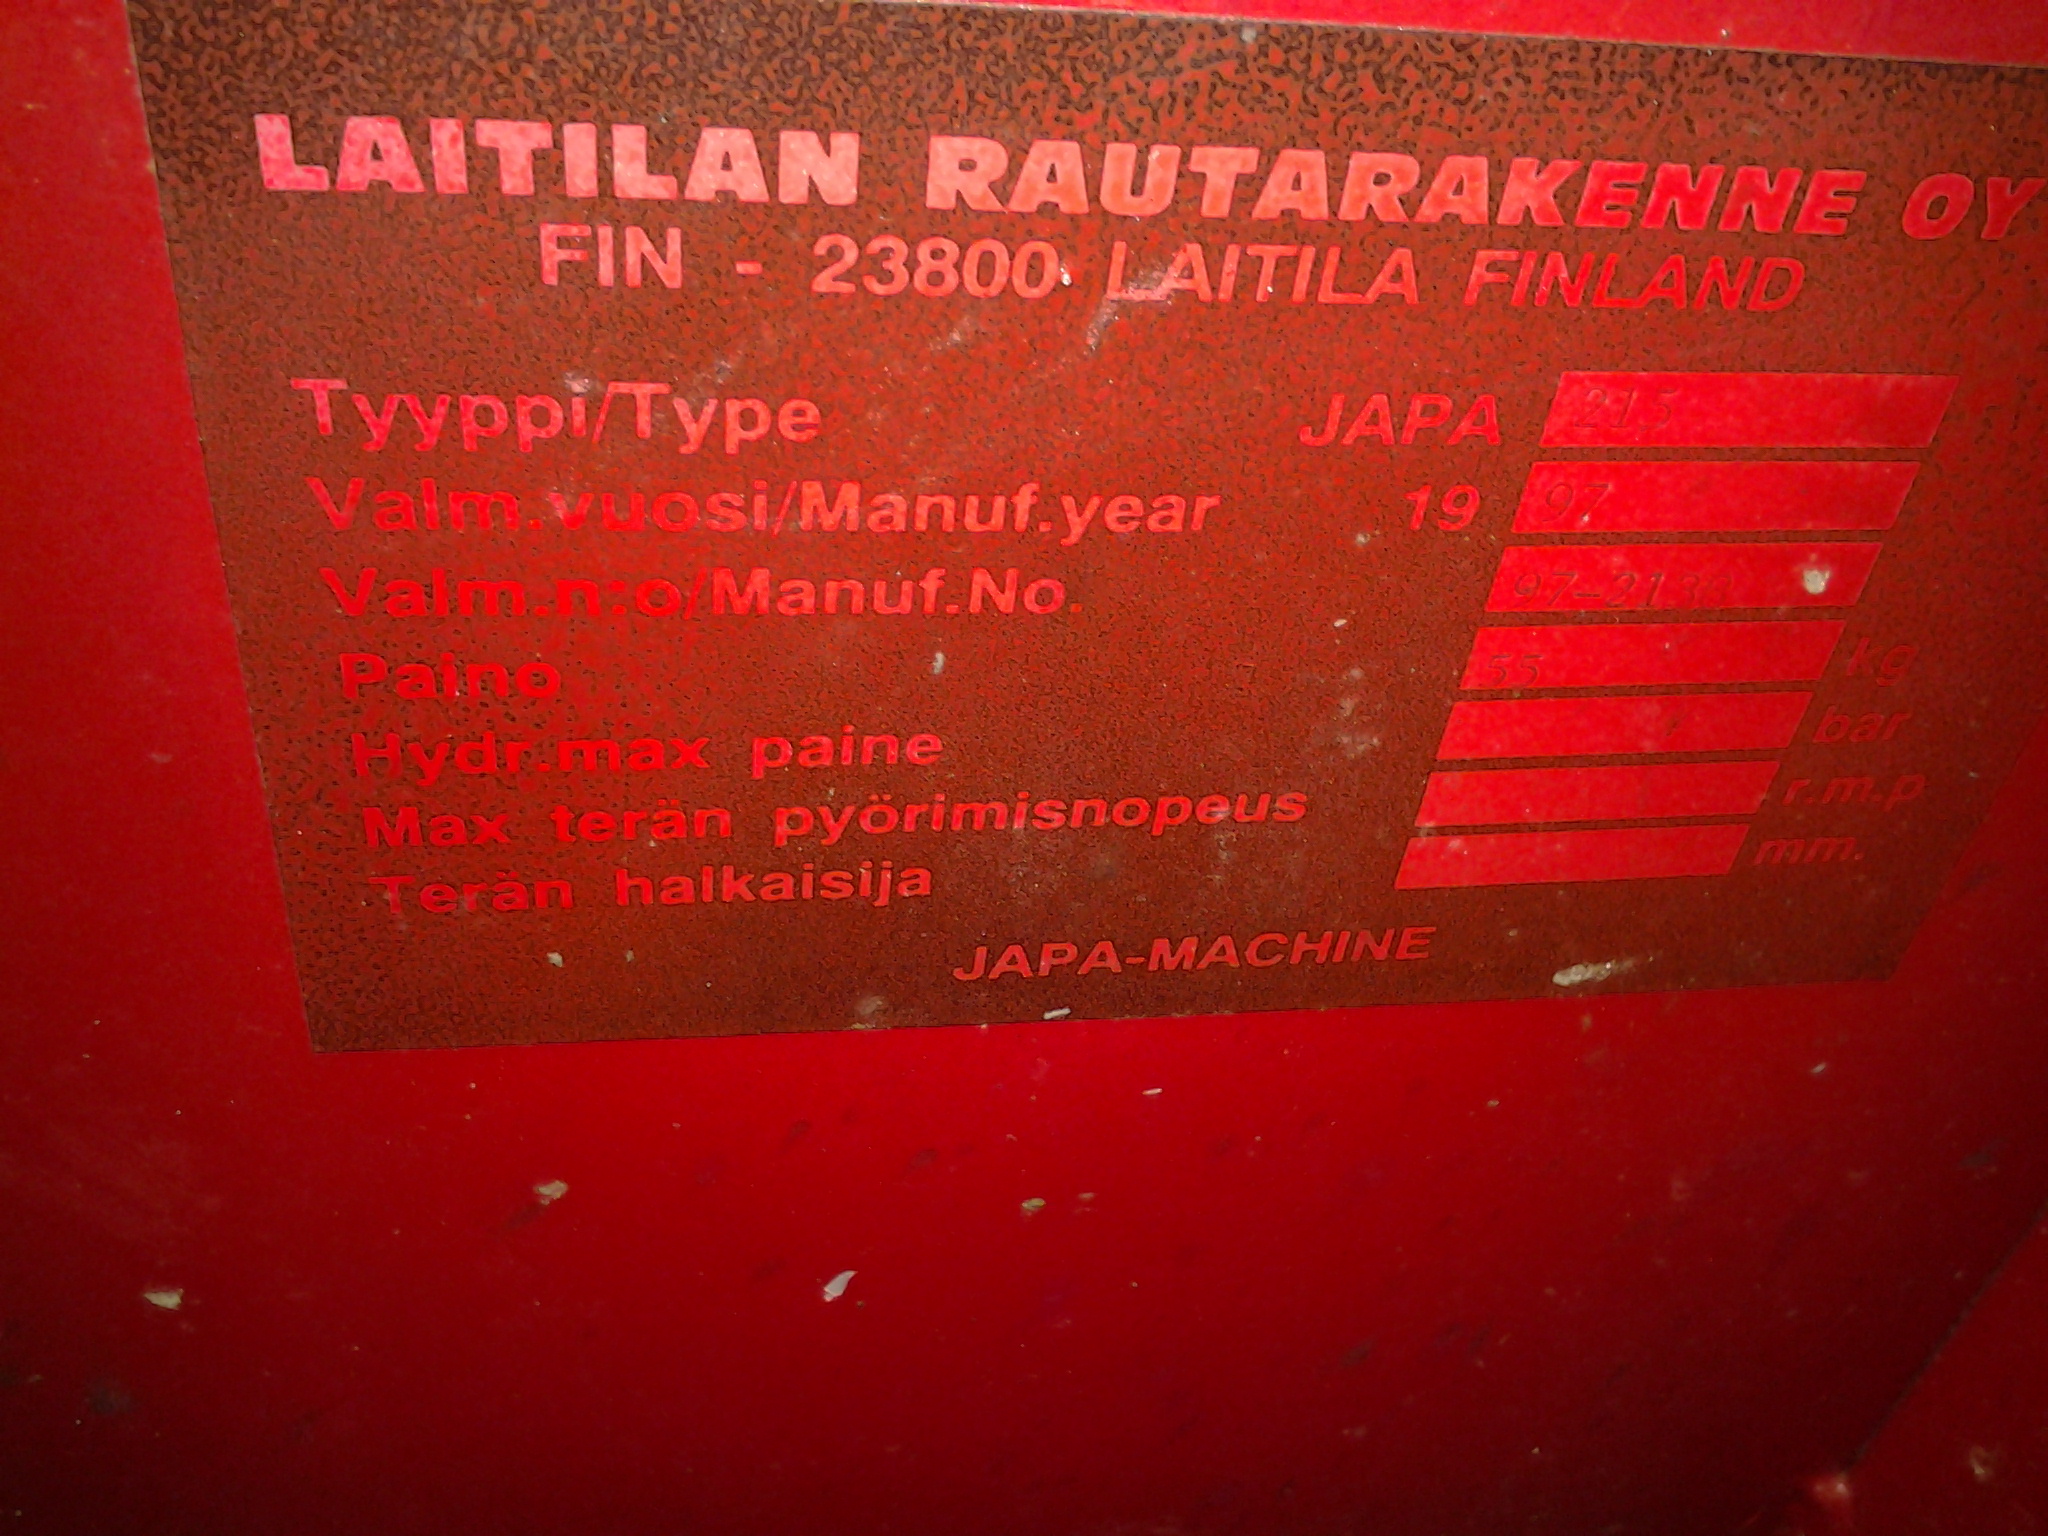 LAITILAN RAUTARAKENNE OY
FIN - 23800 LAITILA FINLAND
Tyyppi/Type JAPA 215
Valm.vuosi/Manuf.year 19 97
Valm.n:o/Manuf.No.
Paino 55 kg
Hydr.max paine bar
Max terän pyörimisnopeus r.m.p
Terän halkaisija mm.
JAPA-MACHINE